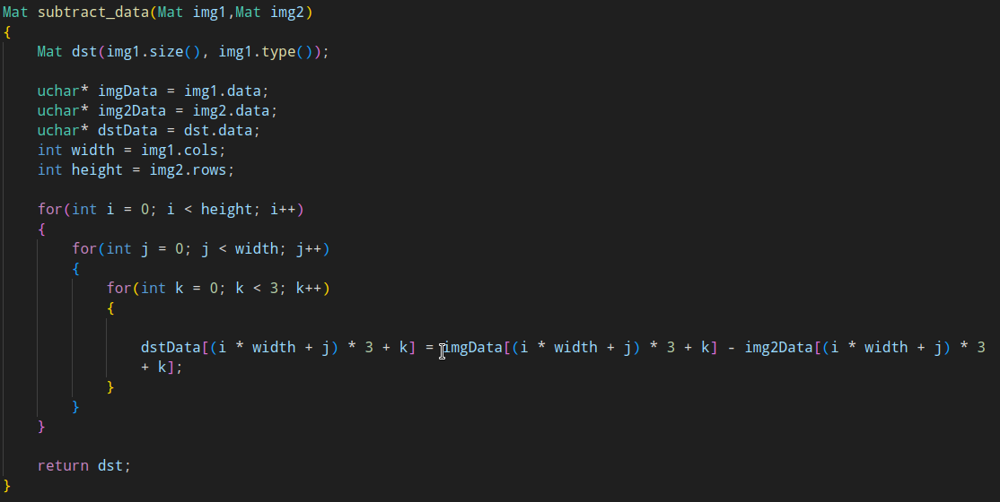 Mat subtract_data(Mat img1,Mat img2)
{
    Mat dst(img1.size(), img1.type());

    uchar* imgData = img1.data;
    uchar* img2Data = img2.data;
    uchar* dstData = dst.data;
    int width = img1.cols;
    int height = img2.rows;

    for(int i = 0; i < height; i++)
    {
        for(int j = 0; j < width; j++)
        {
            for(int k = 0; k < 3; k++)
            {

                dstData[(i * width + j) * 3 + k] = imgData[(i * width + j) * 3 + k] - img2Data[(i * width + j) * 3
                + k];
            }
        }
    }

    return dst;
}